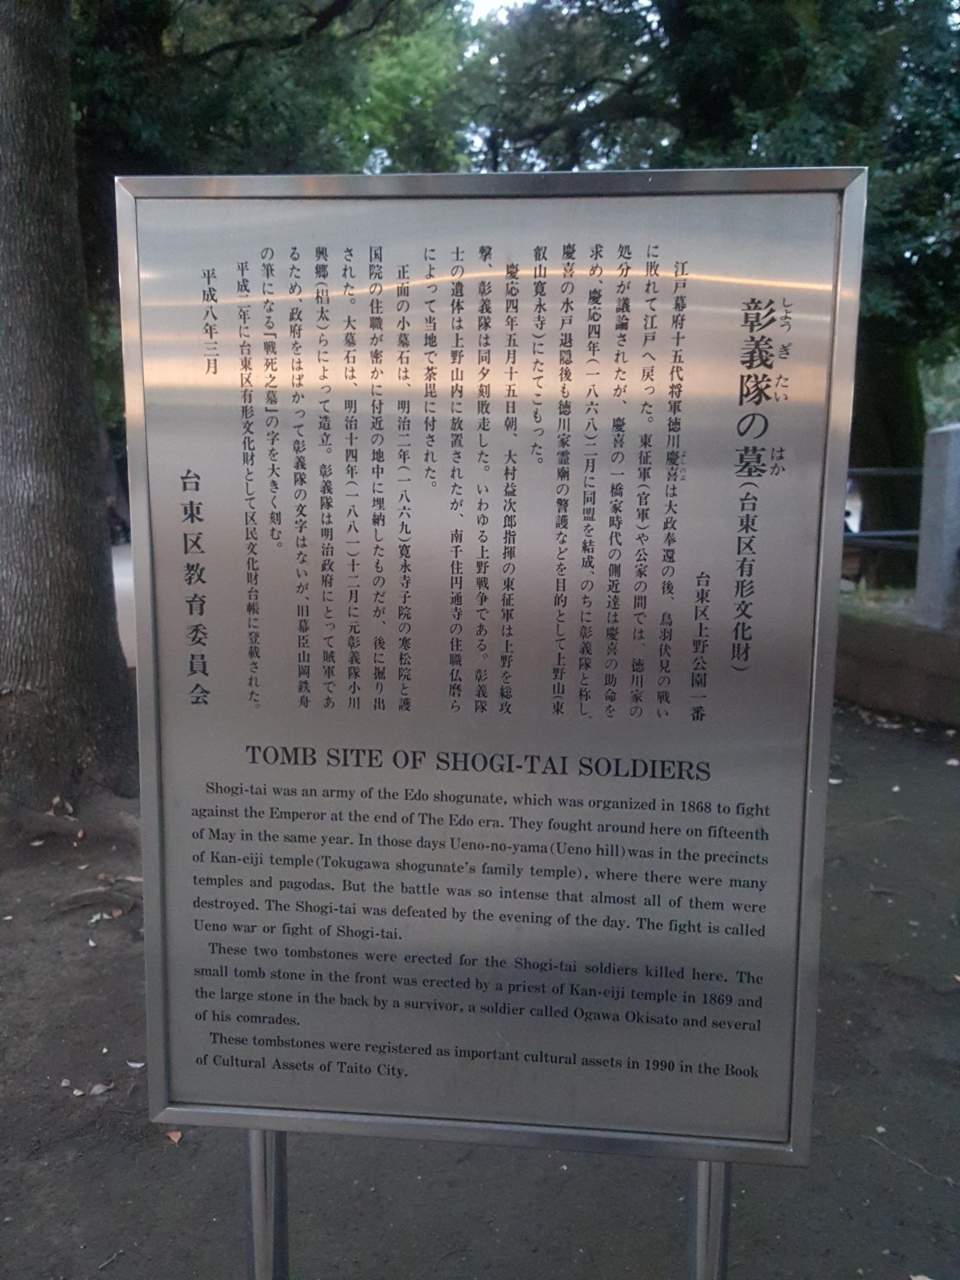 彰義隊の墓(台東区有形文化財)
しょうぎたい はか
台東区上野公園一番
江戸幕府十五代将軍徳川慶喜は大政奉還の後、鳥羽伏見の戦い
よしのぶ
に敗れて江戸へ戻った。東征軍(官軍)や公家の間では、徳川家の
処分が議論されたが、慶喜の一橋家時代の側近達は慶喜の助命を
求め、慶応四年(一八六八)二月に同盟を結成、のちに彰義隊と称し、
慶喜の水戸退隠後も徳川家霊廟の警護などを目的として上野山(東
叡山寛永寺)にたてこもった。
慶応四年五月十五日朝、大村益次郎指揮の東征軍は上野を総攻
撃、彰義隊は同夕刻敗走した。いわゆる上野戦争である。彰義隊
士の遺体は上野山内に放置されたが、南千住円通寺の住職仏磨ら
によって当地で荼毘に付された。
正面の小墓石は、明治二年(一八六九)寛永寺子院の寒松院と護
国院の住職が密かに付近の地中に埋納したものだが、後に掘り出
された。大墓石は、明治十四年(一八八一)十二月に元彰義隊小川
興郷(椙太)らによって造立。彰義隊は明治政府にとって賊軍であ
るため、政府をはばかって彰義隊の文字はないが、旧幕臣山岡鉄舟
の筆になる「戦死之墓」の字を大きく刻む。
平成二年に台東区有形文化財として区民文化財台帳に登載された。
平成八年三月
台東区教育委員会
TOMB SITE OF SHOGI-TAI SOLDIERS
Shogi-tai was an army of the Edo shogunate, which was organized in 1868 to fight
against the Emperor at the end of The Edo era. They fought around here on fifteenth
of May in the same year. In those days Ueno-no-yama(Ueno hill)was in the precincts
of Kan-eiji temple(Tokugawa shogunate's family temple), where there were many
temples and pagodas. But the battle was so intense that almost all of them were
destroyed. The Shogi-tai was defeated by the evening of the day. The fight is called
Ueno war or fight of Shogi-tai.
These two tombstones were erected for the Shogi-tai soldiers killed here. The
small tomb stone in the front was erected by a priest of Kan-eiji temple in 1869 and
the large stone in the back by a survivor, a soldier called Ogawa Okisato and several
of his comrades.
These tombstones were registered as important cultural assets in 1990 in the Book
of Cultural Assets of Taito City.